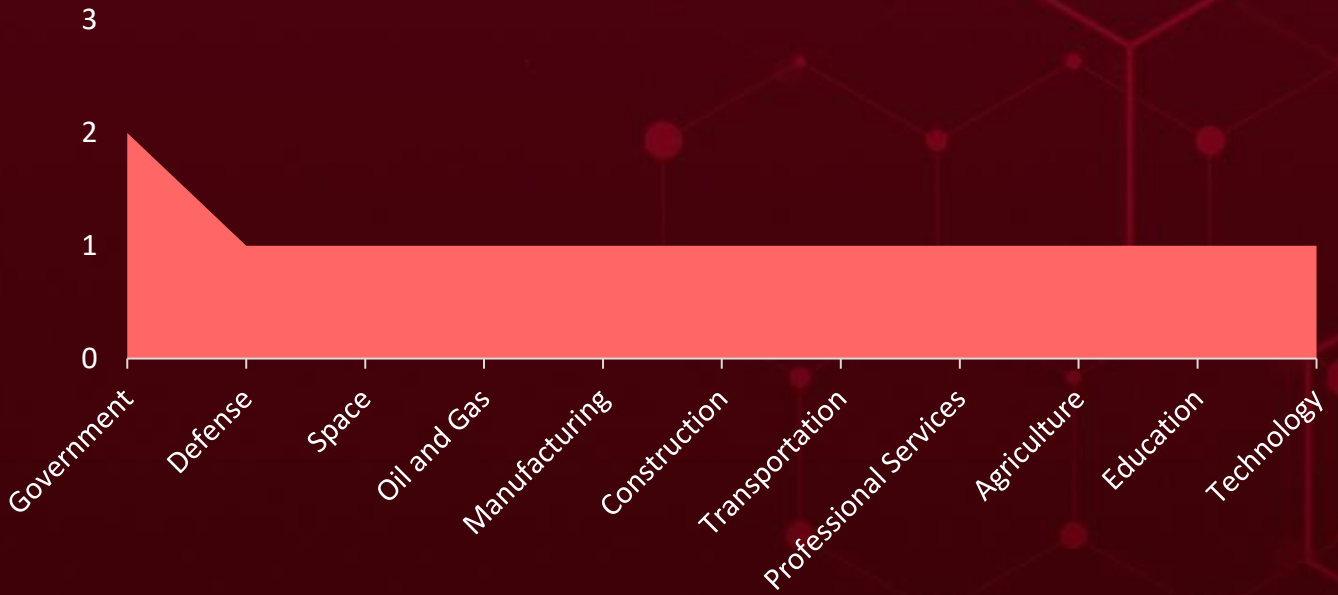 3
2
1
0
Government
Defense
Space
Oil and Gas
Manufacturing
Construction
Transportation
Professional Services
Agriculture
Education
Technology